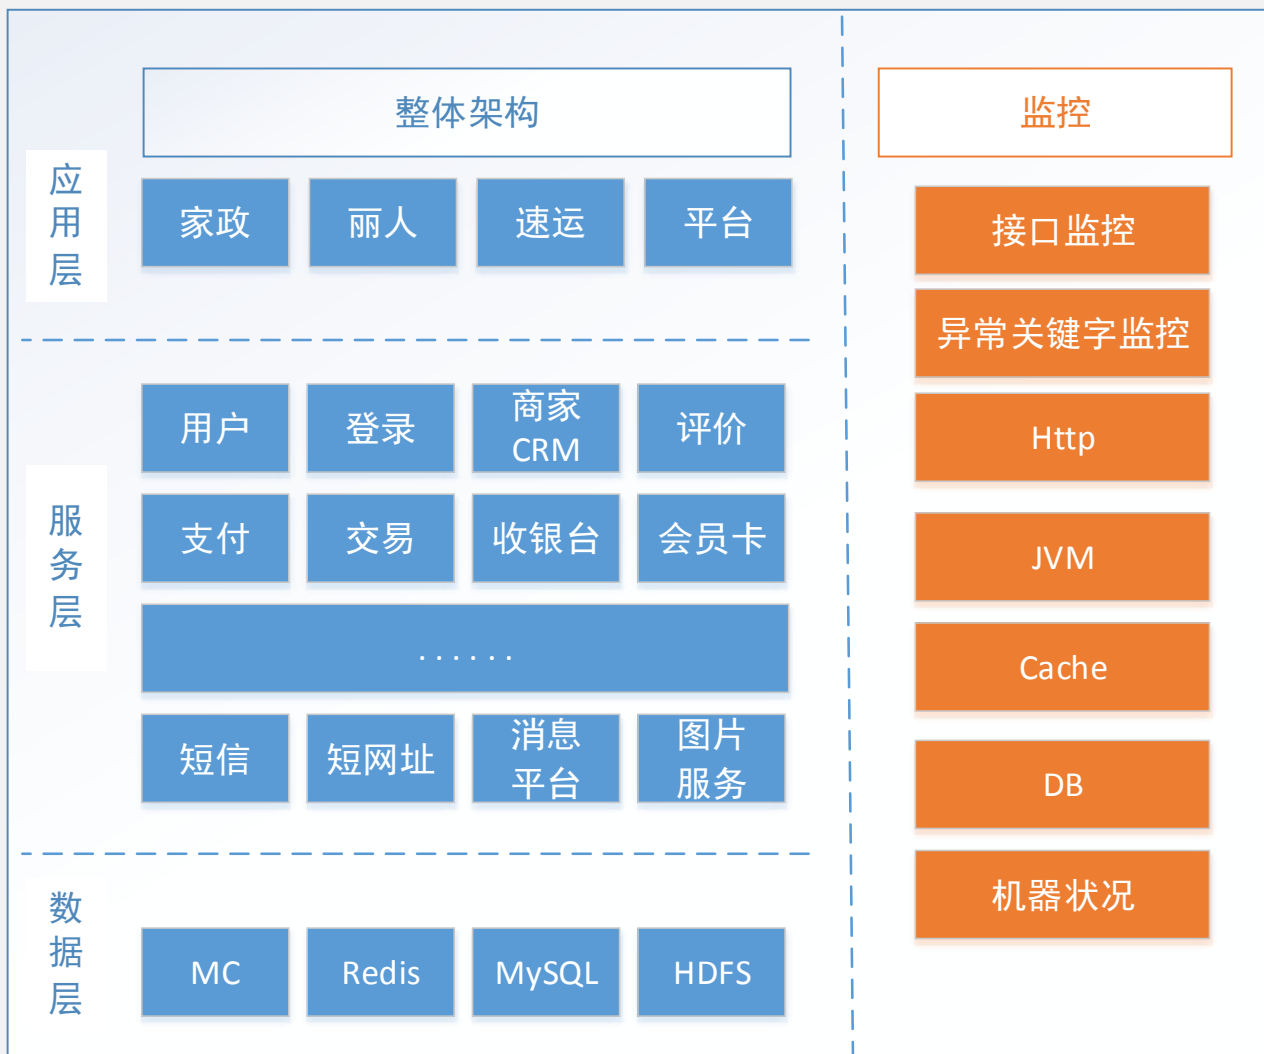 整体架构
应用层
家政
丽人
速运
平台
服务层
用户
登录
商家
CRM
评价
支付
交易
收银台
会员卡
......
短信
短网址
消息
平台
图片
服务
数据层
MC
Redis
MySQL
HDFS
监控
接口监控
异常关键字监控
Http
JVM
Cache
DB
机器状况